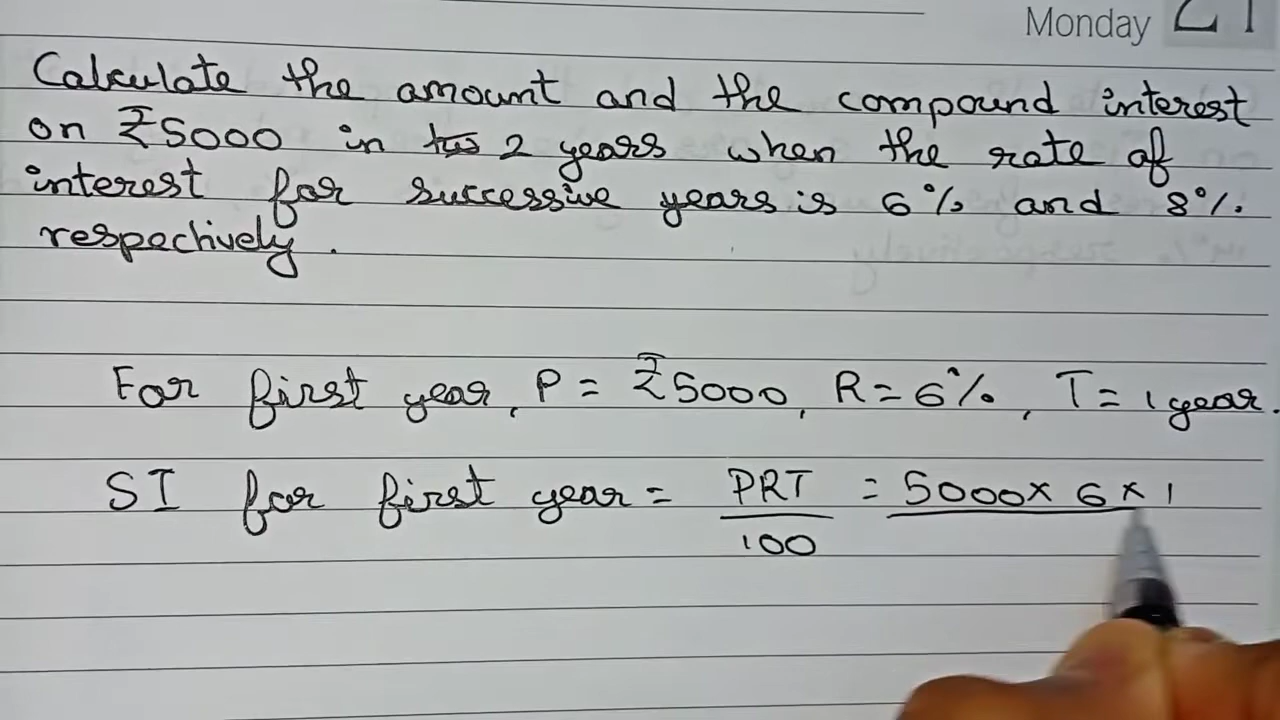 Monday 21
Calculate the amount and the compound interest
on ₹5000 in 2 years when the rate of
interest for successive years is 6% and 8%
respectively.
For first year, P = ₹5000, R = 6%, T = 1 year.
SI for first year = PRT/100 = 5000 × 6 × 1